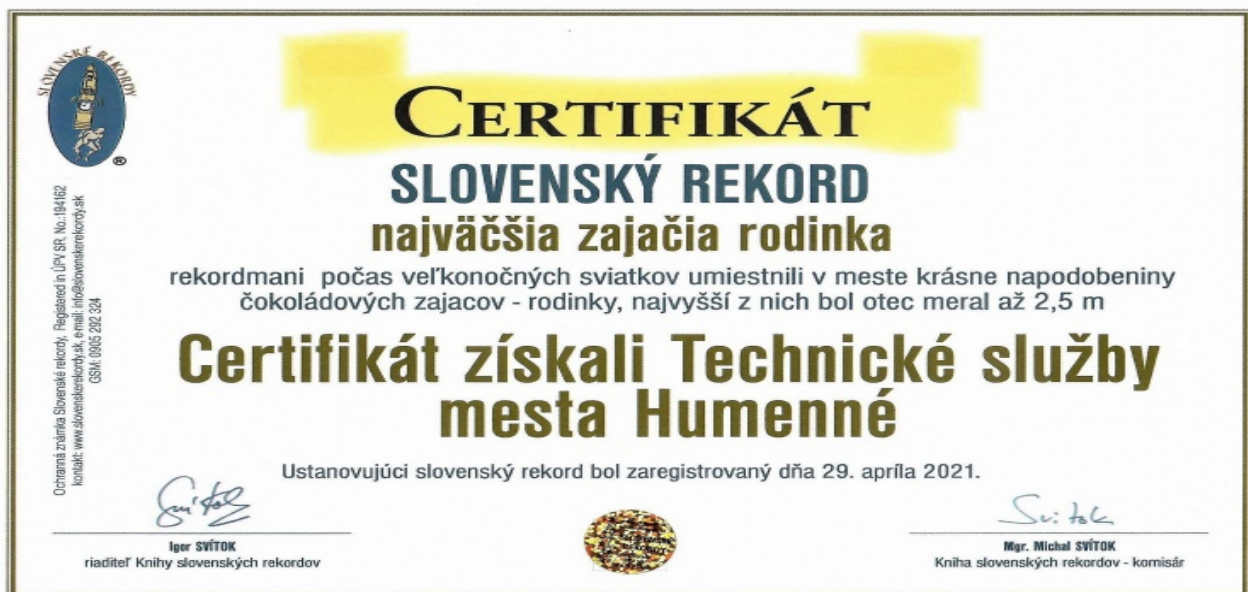 SLOVENSKÉ REKORDY
®
CERTIFIKÁT
SLOVENSKÝ REKORD
najväčšia zajačia rodinka
rekordmani počas veľkonočných sviatkov umiestnili v meste krásne napodobeniny
čokoládových zajacov - rodinky, najvyšší z nich bol otec meral až 2,5 m
Certifikát získali Technické služby
mesta Humenné
Ustanovujúci slovenský rekord bol zaregistrovaný dňa 29. apríla 2021.
Ochranná známka Slovenské rekordy, Registered in ÚPV SR, No.:194162
kontakt: www.slovenskerekordy.sk, e-mail: info@slovenskerekordy.sk
GSM: 0905 292 324
Svítok
Igor SVÍTOK
riaditeľ Knihy slovenských rekordov
Svitok
Mgr. Michal SVÍTOK
Kniha slovenských rekordov - komisár